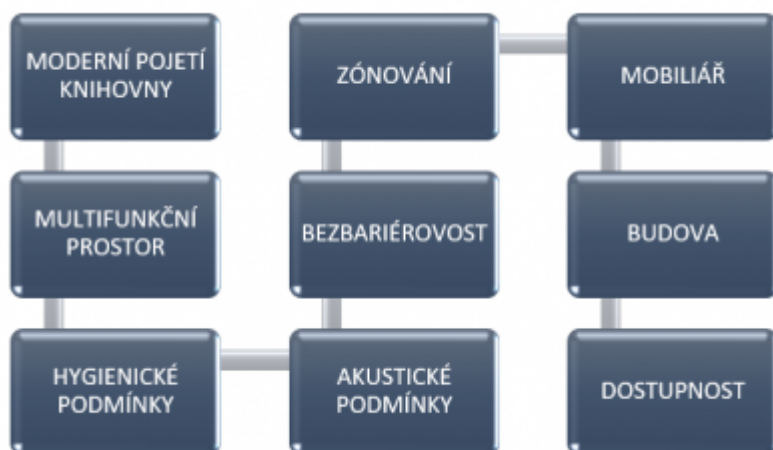 MODERNÍ POJETÍ
KNIHOVNY
MULTIFUNKČNÍ
PROSTOR
HYGIENICKÉ
PODMÍNKY
AKUSTICKÉ
PODMÍNKY
BEZBARIÉROVOST
ZÓNOVÁNÍ
MOBILIÁŘ
BUDOVA
DOSTUPNOST